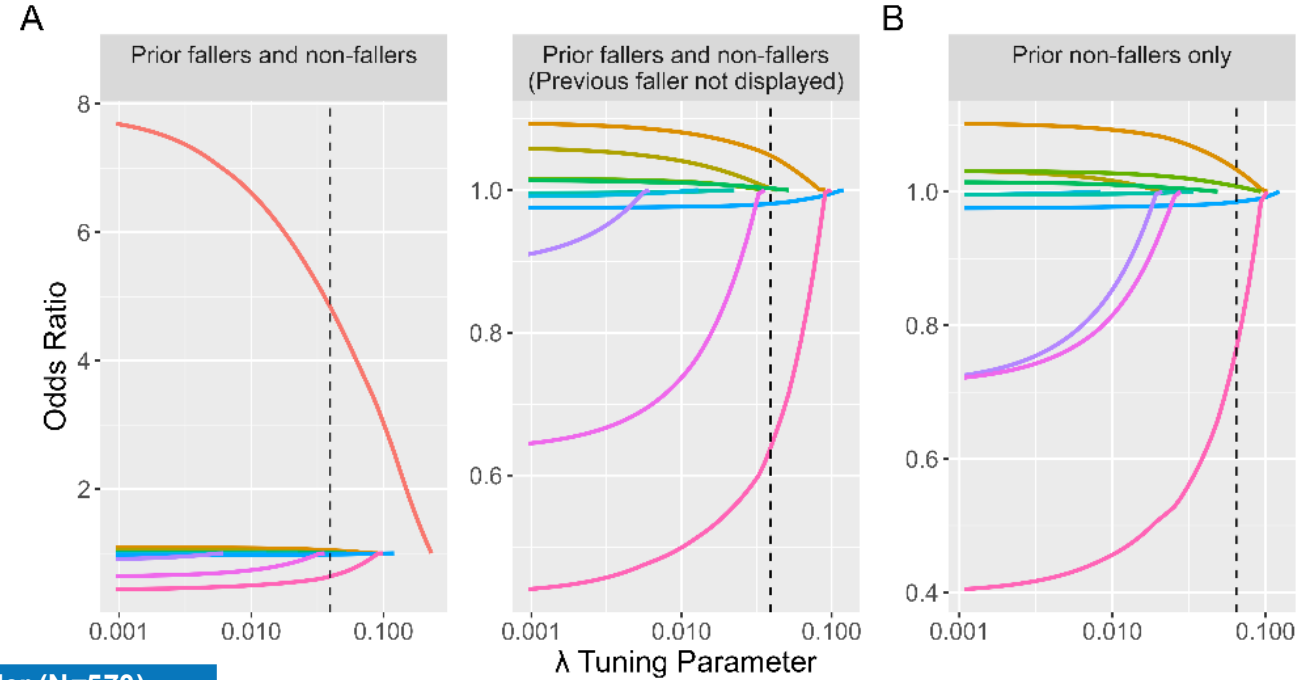 A
B
Prior fallers and non-fallers
Prior fallers and non-fallers
(Previous faller not displayed)
Prior non-fallers only
Odds Ratio
8
6
4
2
1.0
0.8
0.6
1.0
0.8
0.6
0.4
0.001 0.010 0.100
0.001 0.010 0.100
0.001 0.010 0.100
λ Tuning Parameter